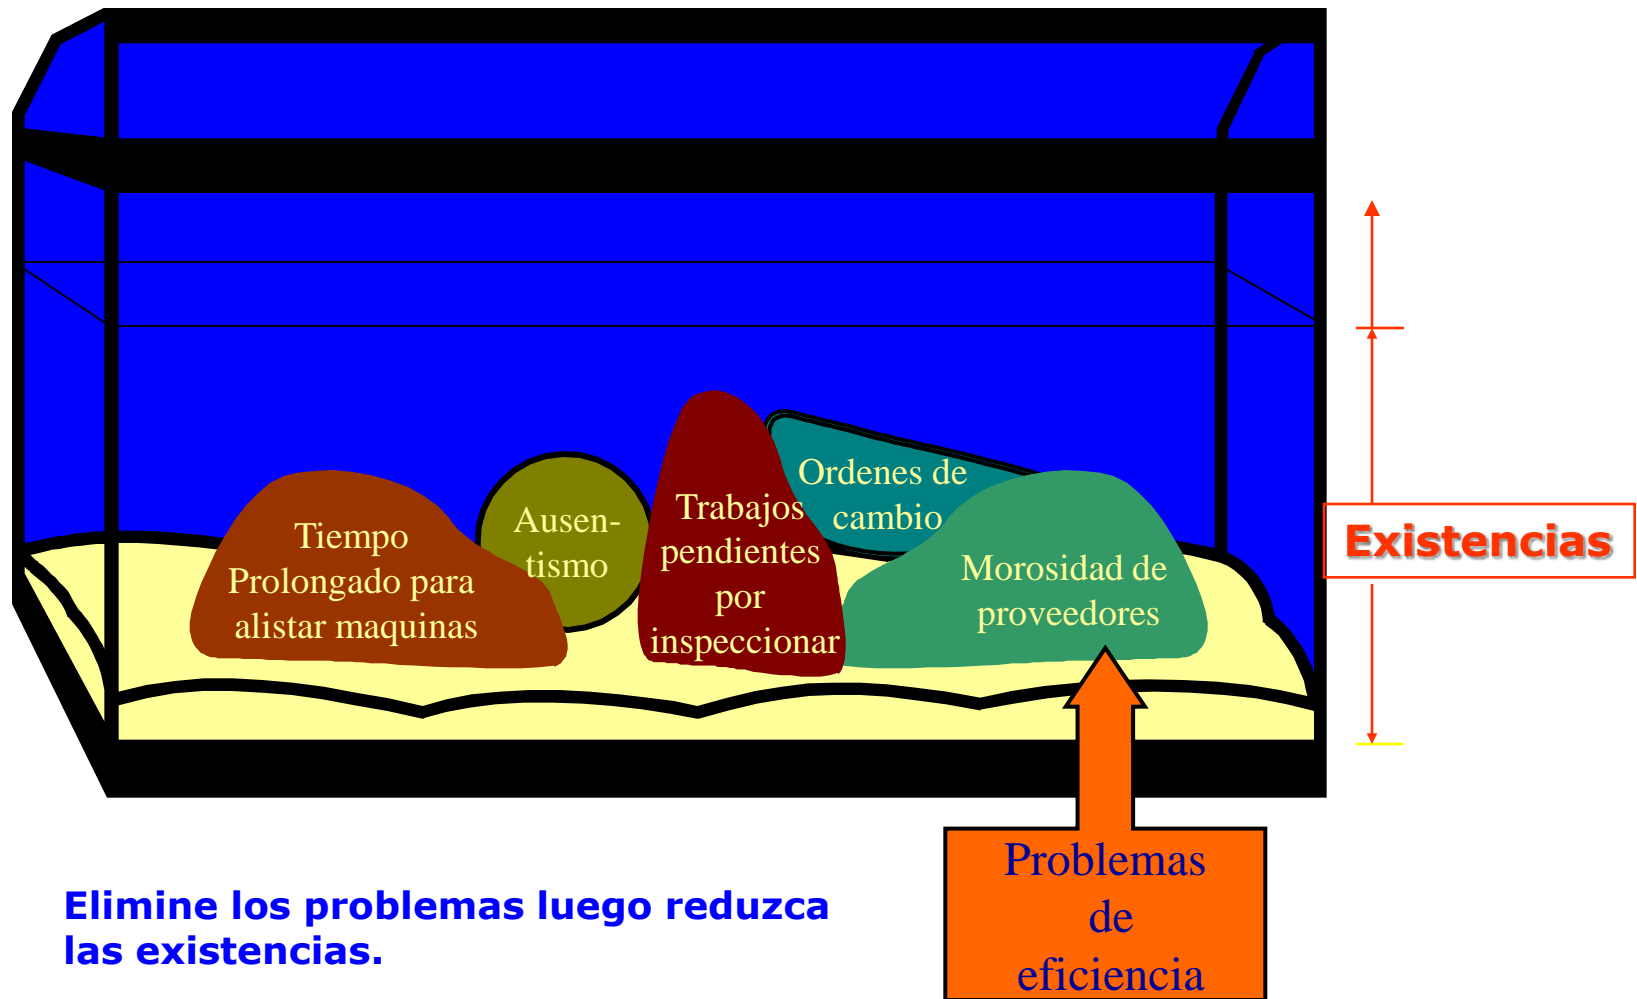 Tiempo
Prolongado para
alistar maquinas
Ausen-
tismo
Trabajos
pendientes
por
inspeccionar
Ordenes de
cambio
Morosidad de
proveedores
Existencias
Problemas
de
eficiencia
Elimine los problemas luego reduzca
las existencias.